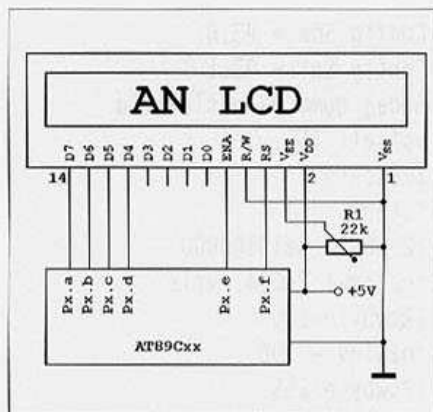 AN LCD
D7 D6 D5 D4 D3 D2 D1 D0 ENA R/W RS VEE VDD VSS
14 2 1
R1
22k
Px.a Px.b Px.c Px.d Px.e Px.f
+5V
AT89Cxx